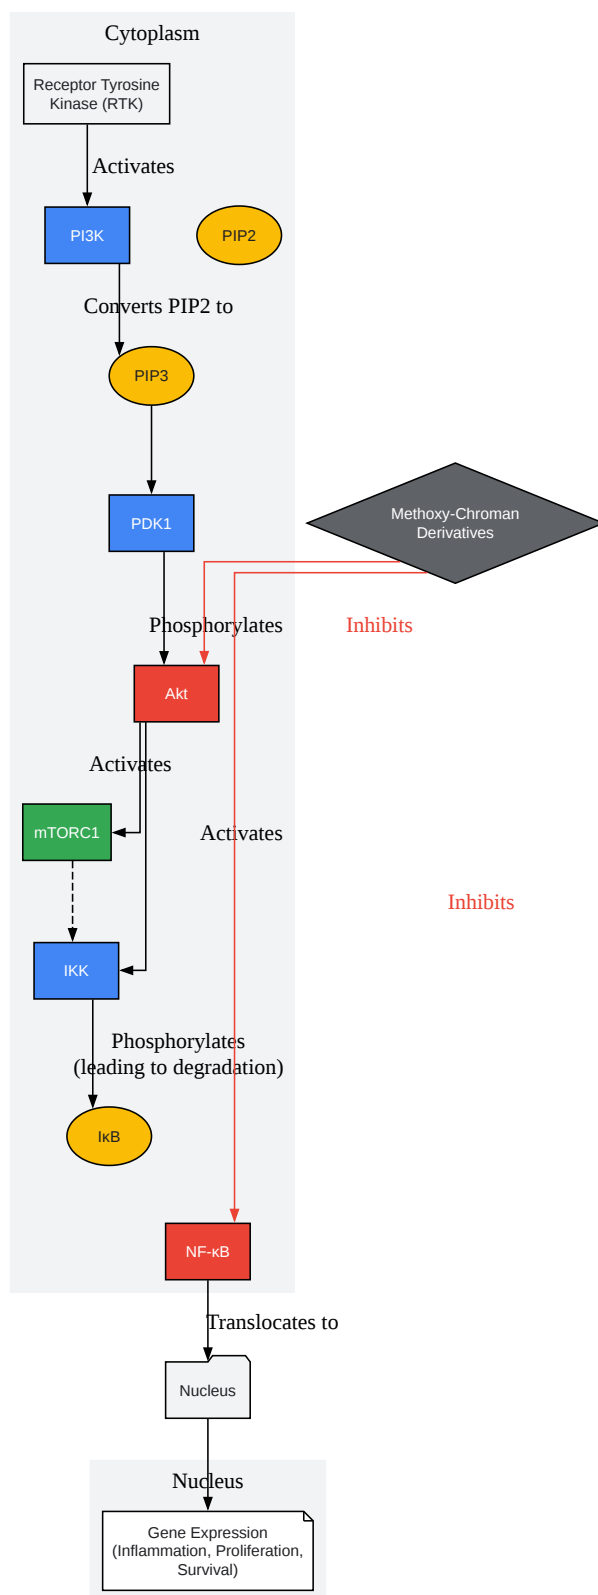 Cytoplasm
Receptor Tyrosine
Kinase (RTK)
Activates
PI3K
PIP2
Converts PIP2 to
PIP3
PDK1
Methoxy-Chroman
Derivatives
Phosphorylates
Inhibits
Akt
Activates
mTORC1
Activates
Inhibits
IKK
Phosphorylates
(leading to degradation)
IκB
NF-κB
Translocates to
Nucleus
Nucleus
Gene Expression
(Inflammation, Proliferation,
Survival)